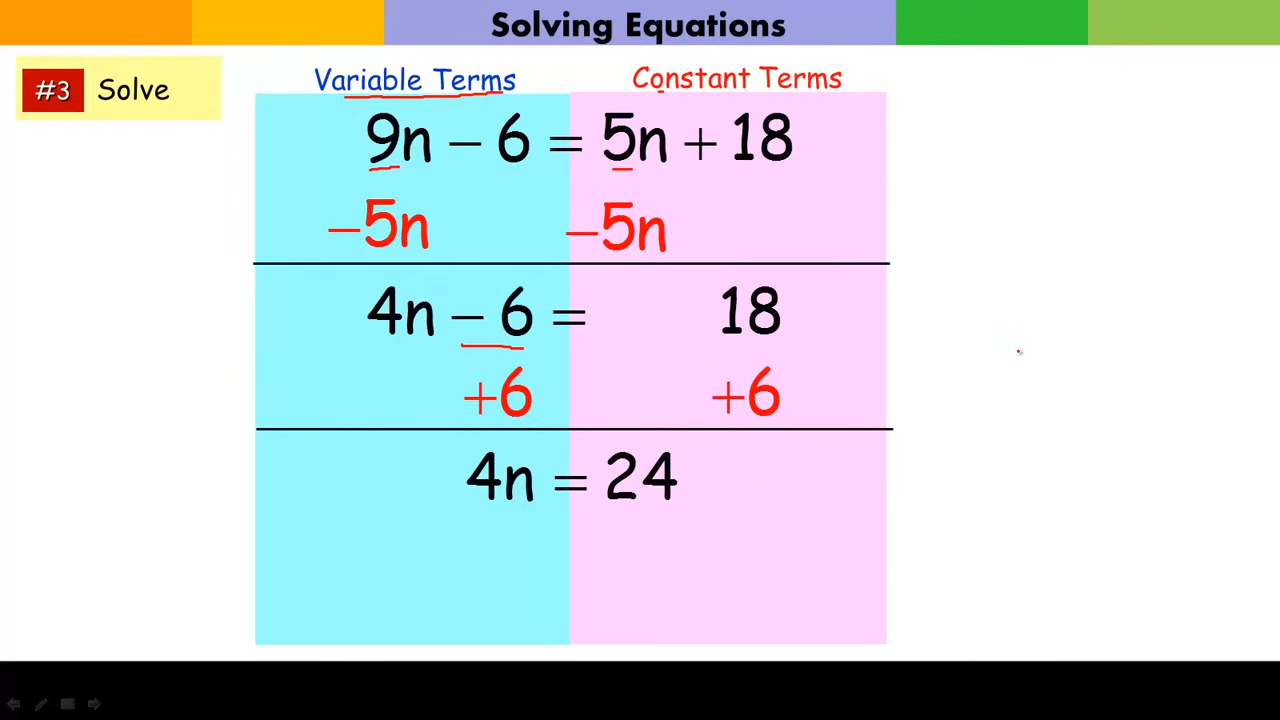 Solving Equations
#3 Solve
Variable Terms Constant Terms
9n − 6 = 5n + 18
−5n −5n
4n − 6 = 18
+6 +6
4n = 24